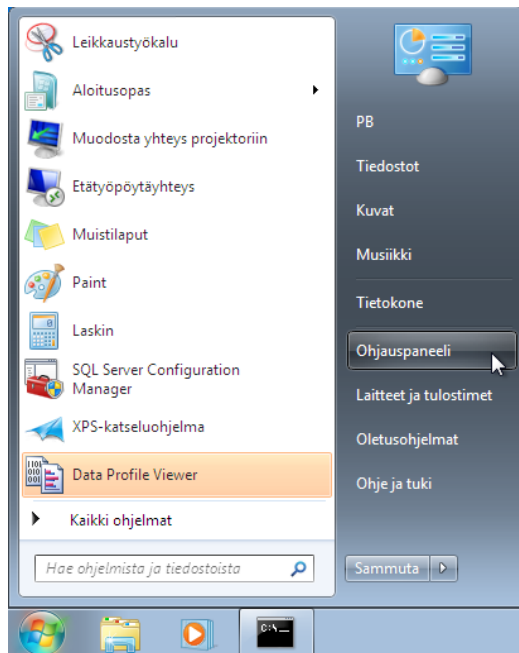 Leikkaustyökalu
Aloitusopas
Muodosta yhteys projektoriin
Etätyöpöytäyhteys
Muistilaput
Paint
Laskin
SQL Server Configuration
Manager
XPS-katseluohjelma
Data Profile Viewer
Kaikki ohjelmat
Hae ohjelmista ja tiedostoista
PB
Tiedostot
Kuvat
Musiikki
Tietokone
Ohjauspaneeli
Laitteet ja tulostimet
Oletusohjelmat
Ohje ja tuki
Sammuta
C:\_